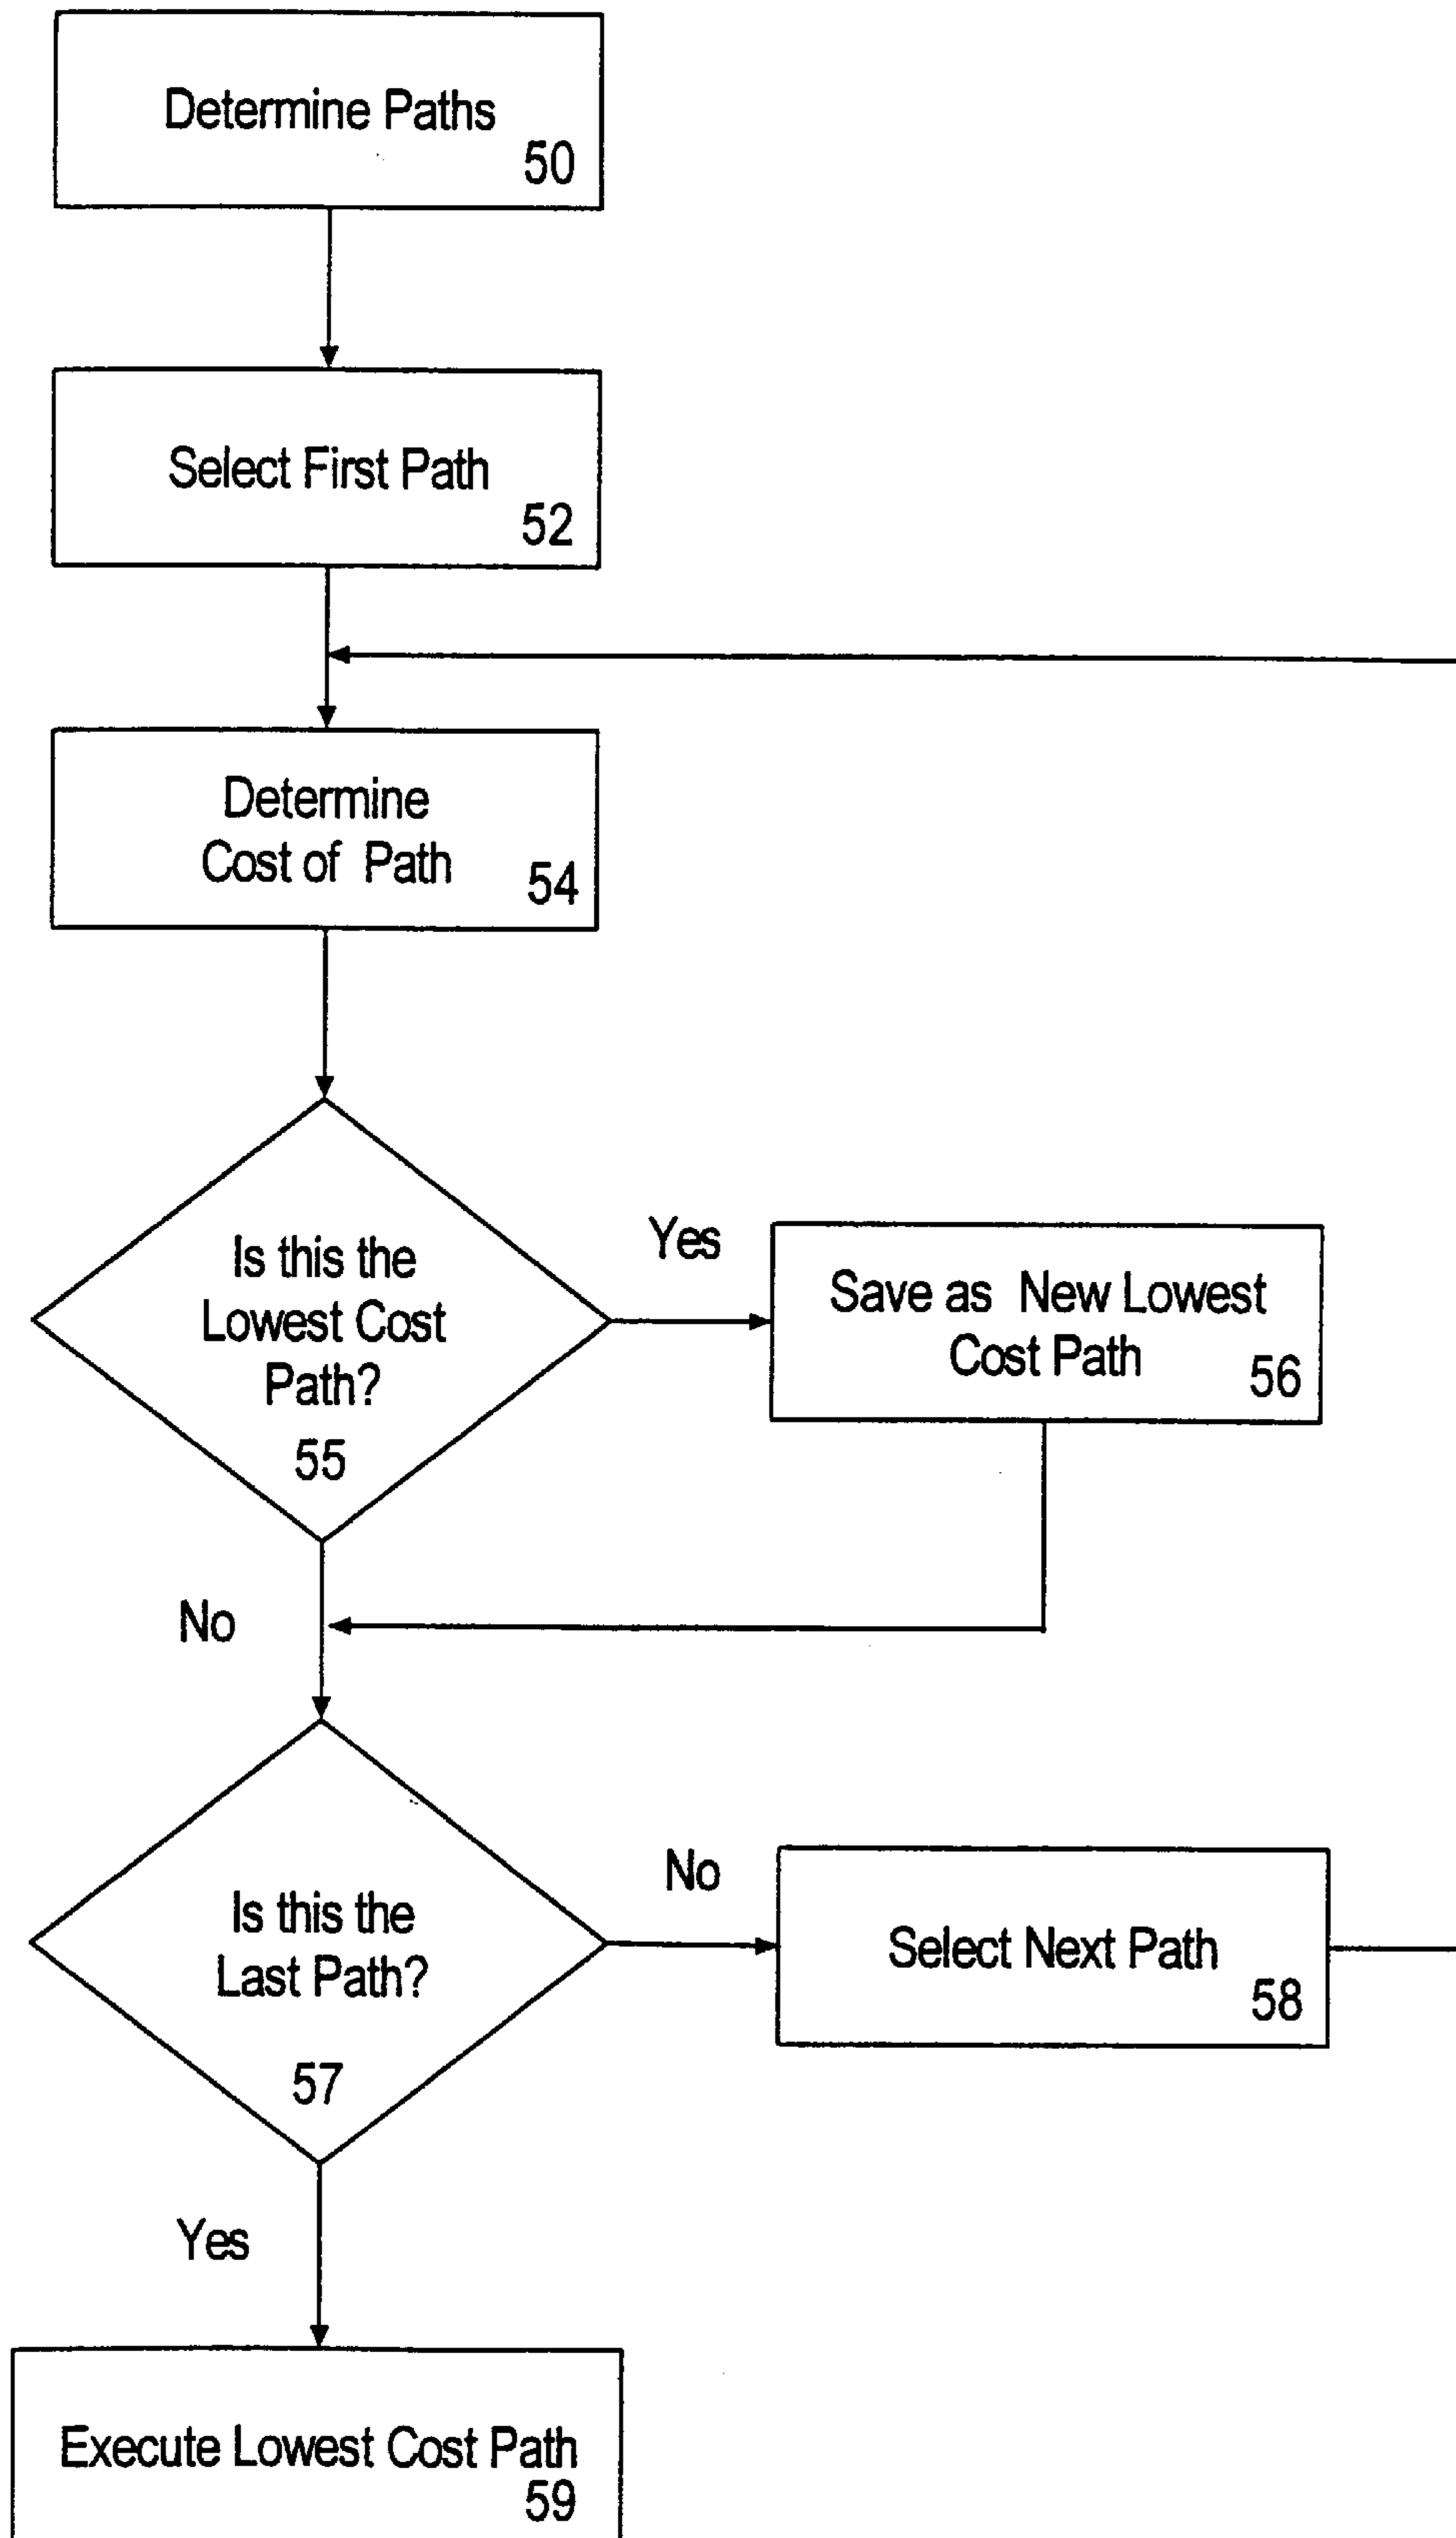 Determine Paths
50
Select First Path
52
Determine
Cost of Path
54
Is this the
Lowest Cost
Path?
55
Yes
Save as New Lowest
Cost Path
56
No
Is this the
Last Path?
57
No
Select Next Path
58
Yes
Execute Lowest Cost Path
59